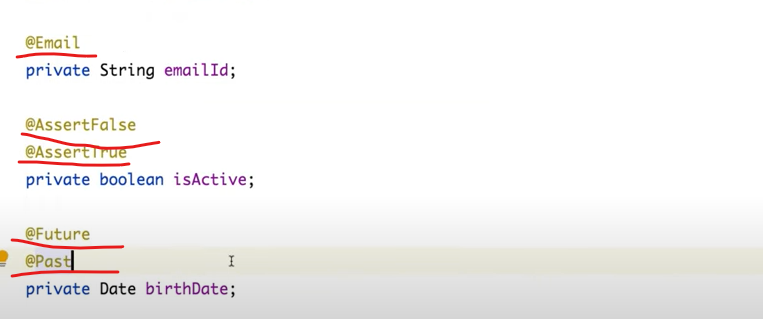 @Email
private String emailId;
@AssertFalse
@AssertTrue
private boolean isActive;
@Future
@Past
private Date birthDate;